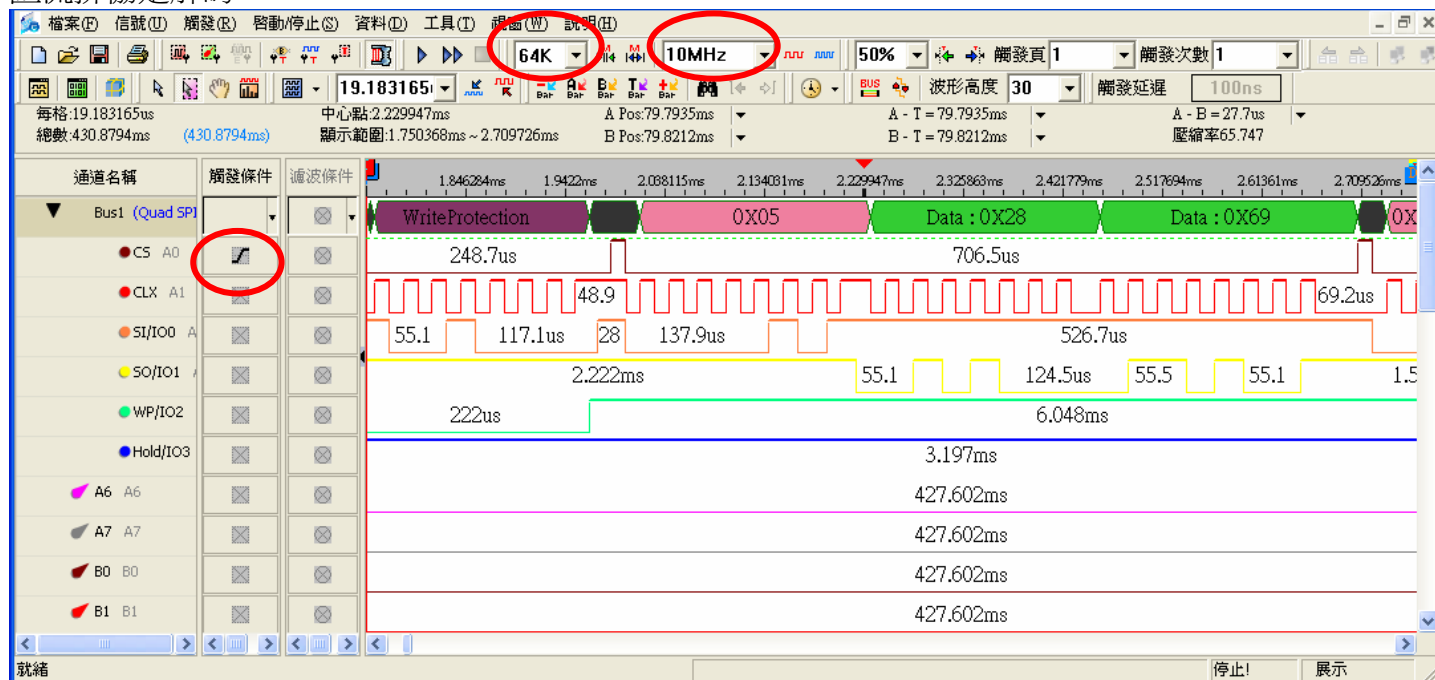 檔案(F) 信號(U) 觸發(R) 啓動/停止(S) 資料(D) 工具(T) 視窗(W) 說明(H)
64K 10MHz 50% 觸發頁 1 觸發次數 1
19.183165 BUS 波形高度 30 觸發延遲 100ns
每格:19.183165us 中心點:2.229947ms A Pos:79.7935ms A - T = 79.7935ms A - B = 27.7us
總數:430.8794ms (430.8794ms) 顯示範圍:1.750368ms ~ 2.709726ms B Pos:79.8212ms B - T = 79.8212ms 壓縮率65.747
通道名稱 觸發條件 濾波條件 1.846284ms 1.9422ms 2.038115ms 2.134031ms 2.229947ms 2.325863ms 2.421779ms 2.517694ms 2.61361ms 2.709526ms
Bus1 (Quad SPI WriteProtection 0X05 Data : 0X28 Data : 0X69 0X
CS A0 248.7us 706.5us
CLX A1 48.9 69.2us
SI/IO0 A 55.1 117.1us 28 137.9us 526.7us
SO/IO1 2.222ms 55.1 124.5us 55.5 55.1 1.5
WP/IO2 222us 6.048ms
Hold/IO3 3.197ms
A6 A6 427.602ms
A7 A7 427.602ms
B0 B0 427.602ms
B1 B1 427.602ms
就緒 停止! 展示